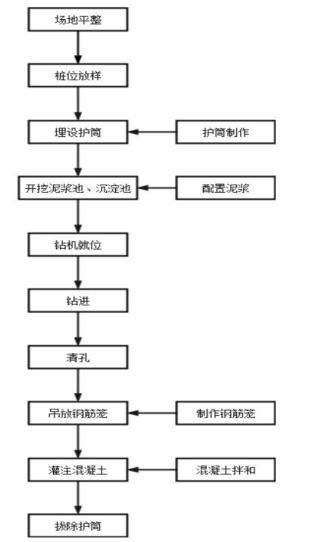 场地平整
桩位放样
埋设护筒
护筒制作
开挖泥浆池、沉淀池
配置泥浆
钻机就位
钻进
清孔
吊放钢筋笼
制作钢筋笼
灌注混凝土
混凝土拌和
拔除护筒